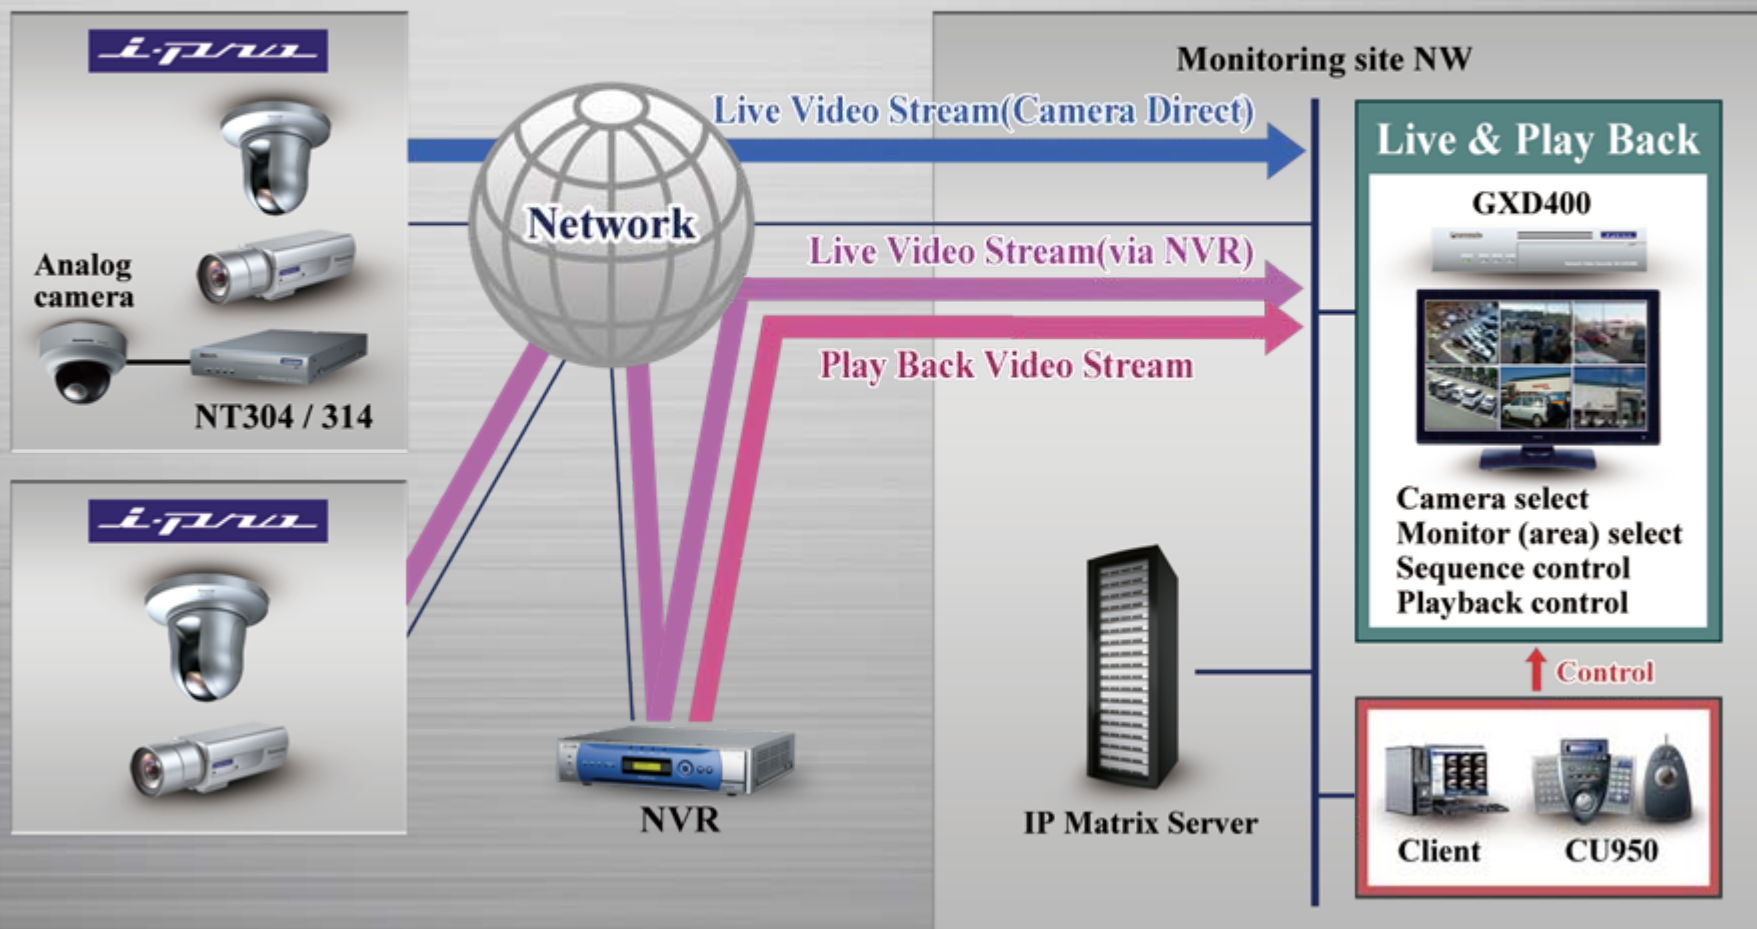 i-pro
Analog
camera
NT304 / 314
i-pro
Network
Live Video Stream(Camera Direct)
Live Video Stream(via NVR)
Play Back Video Stream
NVR
Monitoring site NW
IP Matrix Server
Live & Play Back
GXD400
Camera select
Monitor (area) select
Sequence control
Playback control
Control
Client
CU950